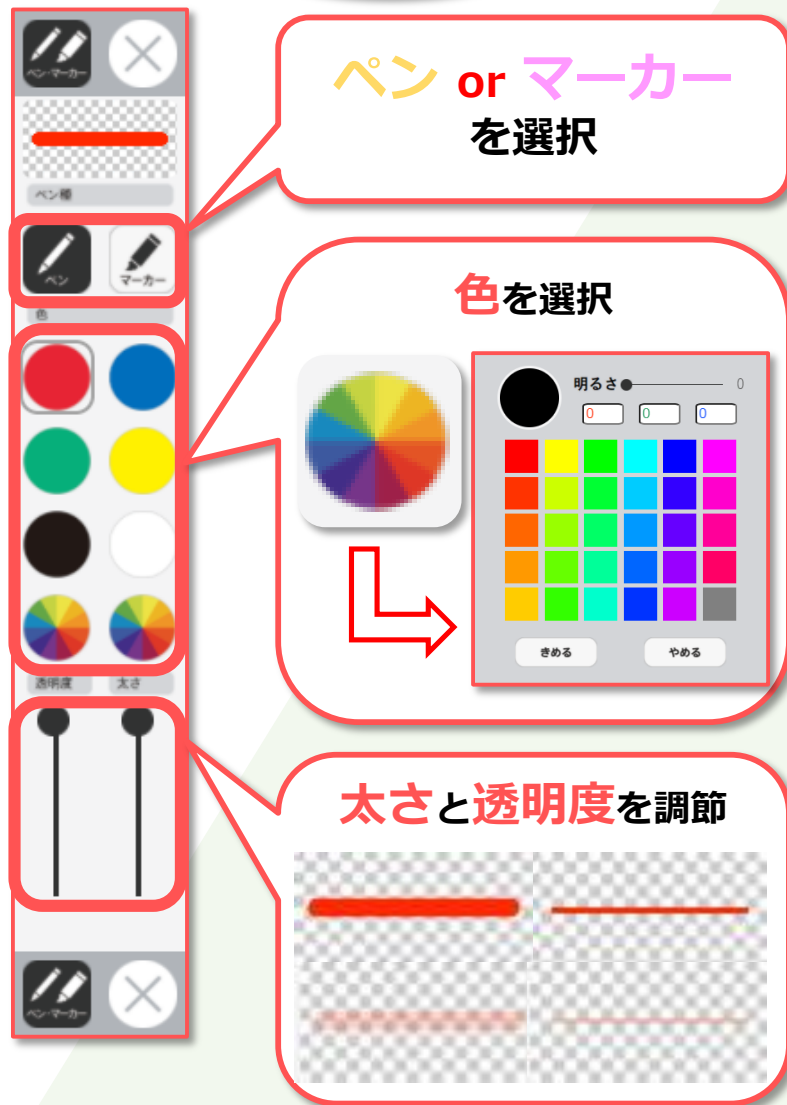 ペン・マーカー
ペン種
ペン
マーカー
色
透明度
太さ
ペン・マーカー
ペン or マーカー
を選択
色を選択
明るさ 0
0 0 0
きめる
やめる
太さと透明度を調節